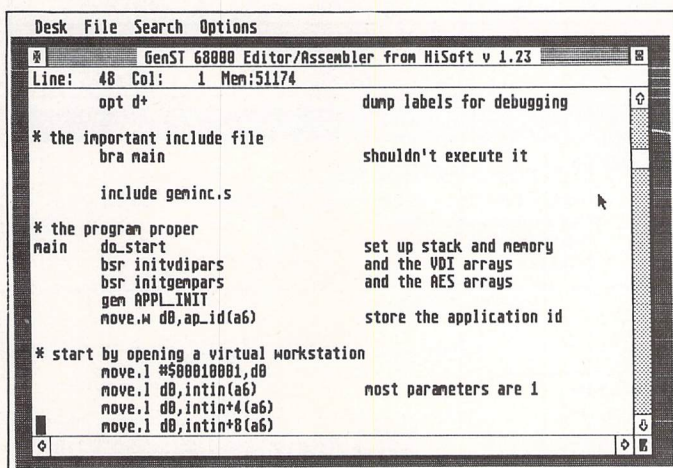 Desk File Search Options
GenST 68000 Editor/Assembler from HiSoft v 1.23
Line: 48 Col: 1 Mem:51174
opt d+ dump labels for debugging
* the important include file
bra main shouldn't execute it
include geminc.s
* the program proper
main do_start set up stack and memory
bsr initvdipars and the VDI arrays
bsr initgempars and the AES arrays
gem APPL_INIT
move.w d0,ap_id(a6) store the application id
* start by opening a virtual workstation
move.l #$00010001,d0
move.l d0,intin(a6) most parameters are 1
move.l d0,intin+4(a6)
move.l d0,intin+8(a6)